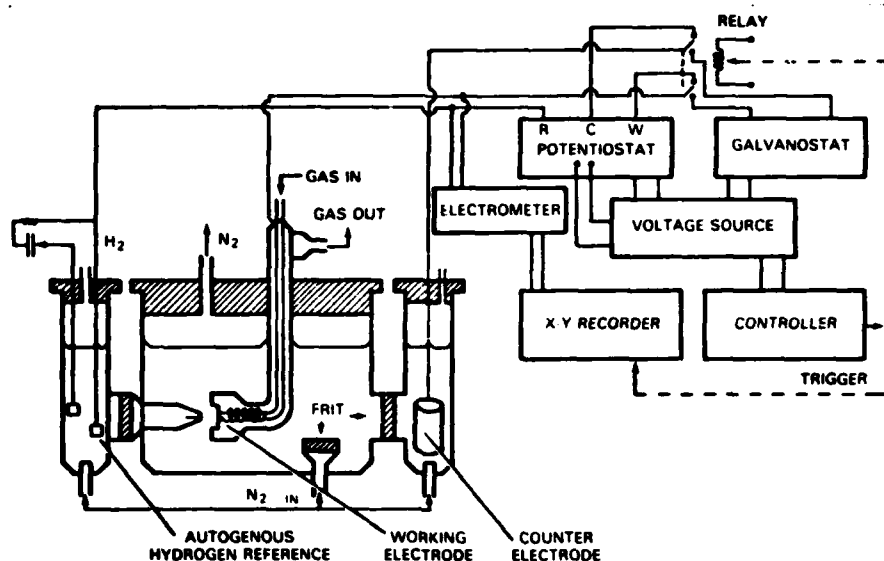 RELAY
R C W
POTENTIOSTAT
GALVANOSTAT
GAS IN
GAS OUT
ELECTROMETER
VOLTAGE SOURCE
H2
N2
X-Y RECORDER
CONTROLLER
TRIGGER
FRIT
N2 IN
AUTOGENOUS
HYDROGEN REFERENCE
WORKING
ELECTRODE
COUNTER
ELECTRODE